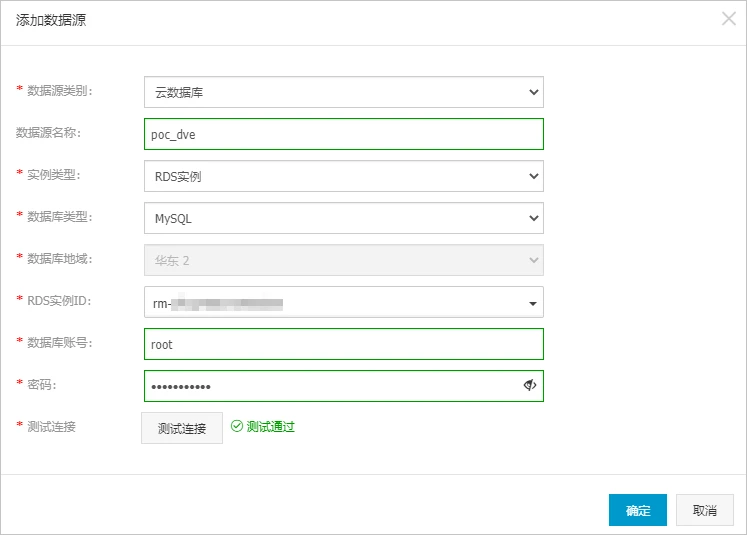 添加数据源
* 数据源类别: 云数据库
数据源名称: poc_dve
* 实例类型: RDS实例
* 数据库类型: MySQL
* 数据库地域: 华东 2
* RDS实例ID: rm-
* 数据库账号: root
* 密码: •••••••••••
* 测试连接 测试连接 测试通过
确定 取消